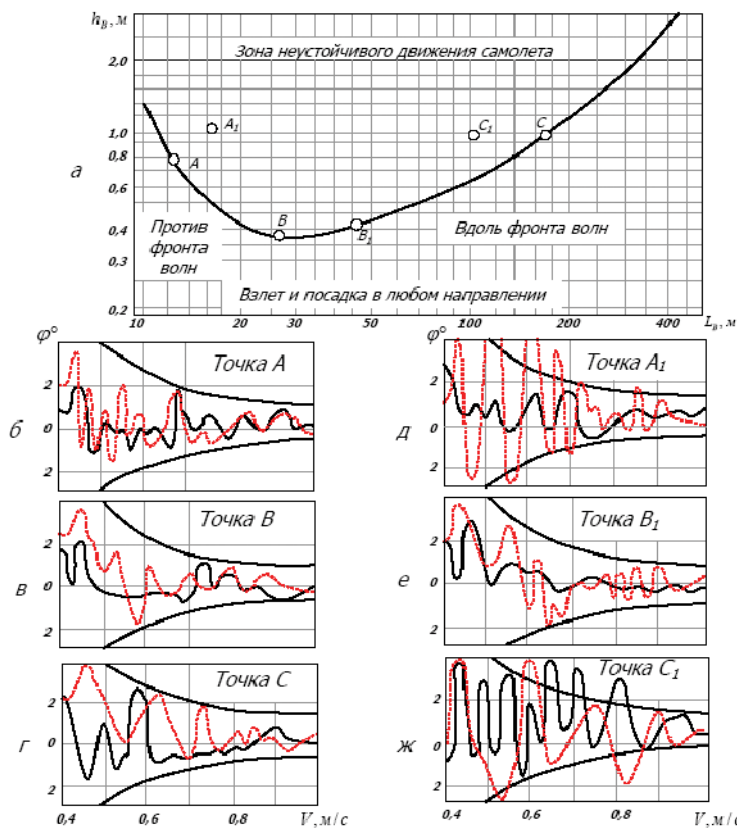 h_B, м
Зона неустойчивого движения самолета
2,0
1,0
0,8
0,6
0,4
0,3
0,2
а
A
A₁
B
B₁
C₁
C
Против
фронта
волн
Вдоль фронта волн
Взлет и посадка в любом направлении
10
20
50
100
200
400
L_B, м
φ°
Точка A
2
0
2
б
φ°
Точка A₁
2
0
2
д
Точка B
2
0
2
в
Точка B₁
2
0
2
е
Точка C
2
0
2
г
0,4
0,6
0,8
V, м/с
Точка C₁
2
0
2
ж
0,4
0,6
0,8
V, м/с